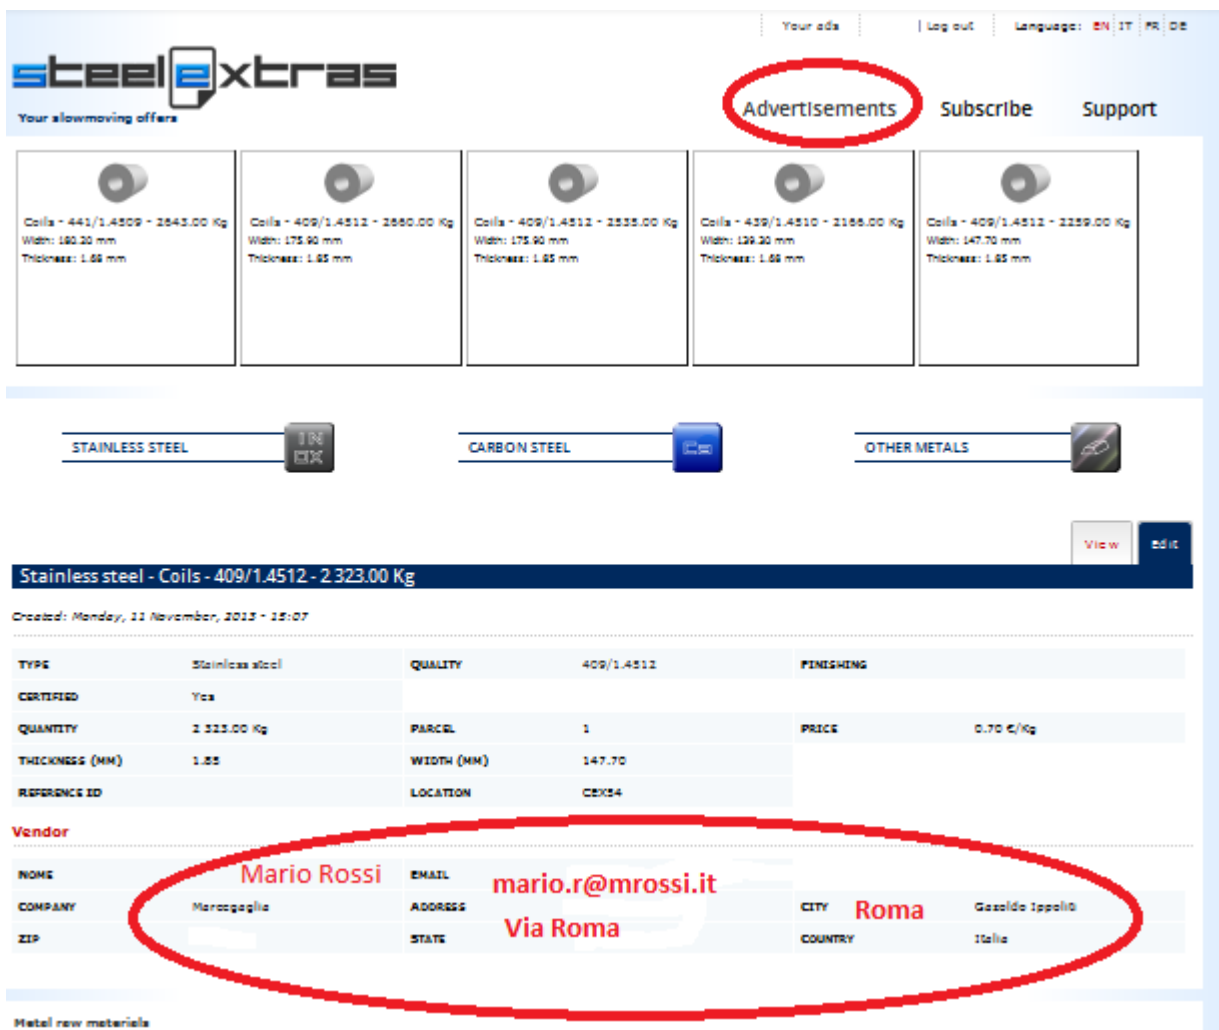 Your ads | Log out Language: EN IT FR DE
steelextras
Your slowmoving offers
Advertisements Subscribe Support
Coils - 441/1.4509 - 2643.00 Kg
Width: 180.20 mm
Thickness: 1.68 mm
Coils - 409/1.4512 - 2660.00 Kg
Width: 175.90 mm
Thickness: 1.85 mm
Coils - 409/1.4512 - 2535.00 Kg
Width: 175.90 mm
Thickness: 1.85 mm
Coils - 439/1.4510 - 2166.00 Kg
Width: 139.30 mm
Thickness: 1.68 mm
Coils - 409/1.4512 - 2259.00 Kg
Width: 147.70 mm
Thickness: 1.85 mm
STAINLESS STEEL INOX CARBON STEEL OTHER METALS
View Edit
Stainless steel - Coils - 409/1.4512 - 2 323.00 Kg
Created: Monday, 11 November, 2013 - 15:07
TYPE Stainless steel QUALITY 409/1.4512 FINISHING
CERTIFIED Yes
QUANTITY 2 323.00 Kg PARCEL 1 PRICE 0.70 €/Kg
THICKNESS (MM) 1.85 WIDTH (MM) 147.70
REFERENCE ID LOCATION CEX54
Vendor
NOME Mario Rossi EMAIL mario.r@mrossi.it
COMPANY Marcegaglia ADDRESS Via Roma CITY Roma Gazoldo Ippoliti
ZIP STATE COUNTRY Italia
Metal raw materials